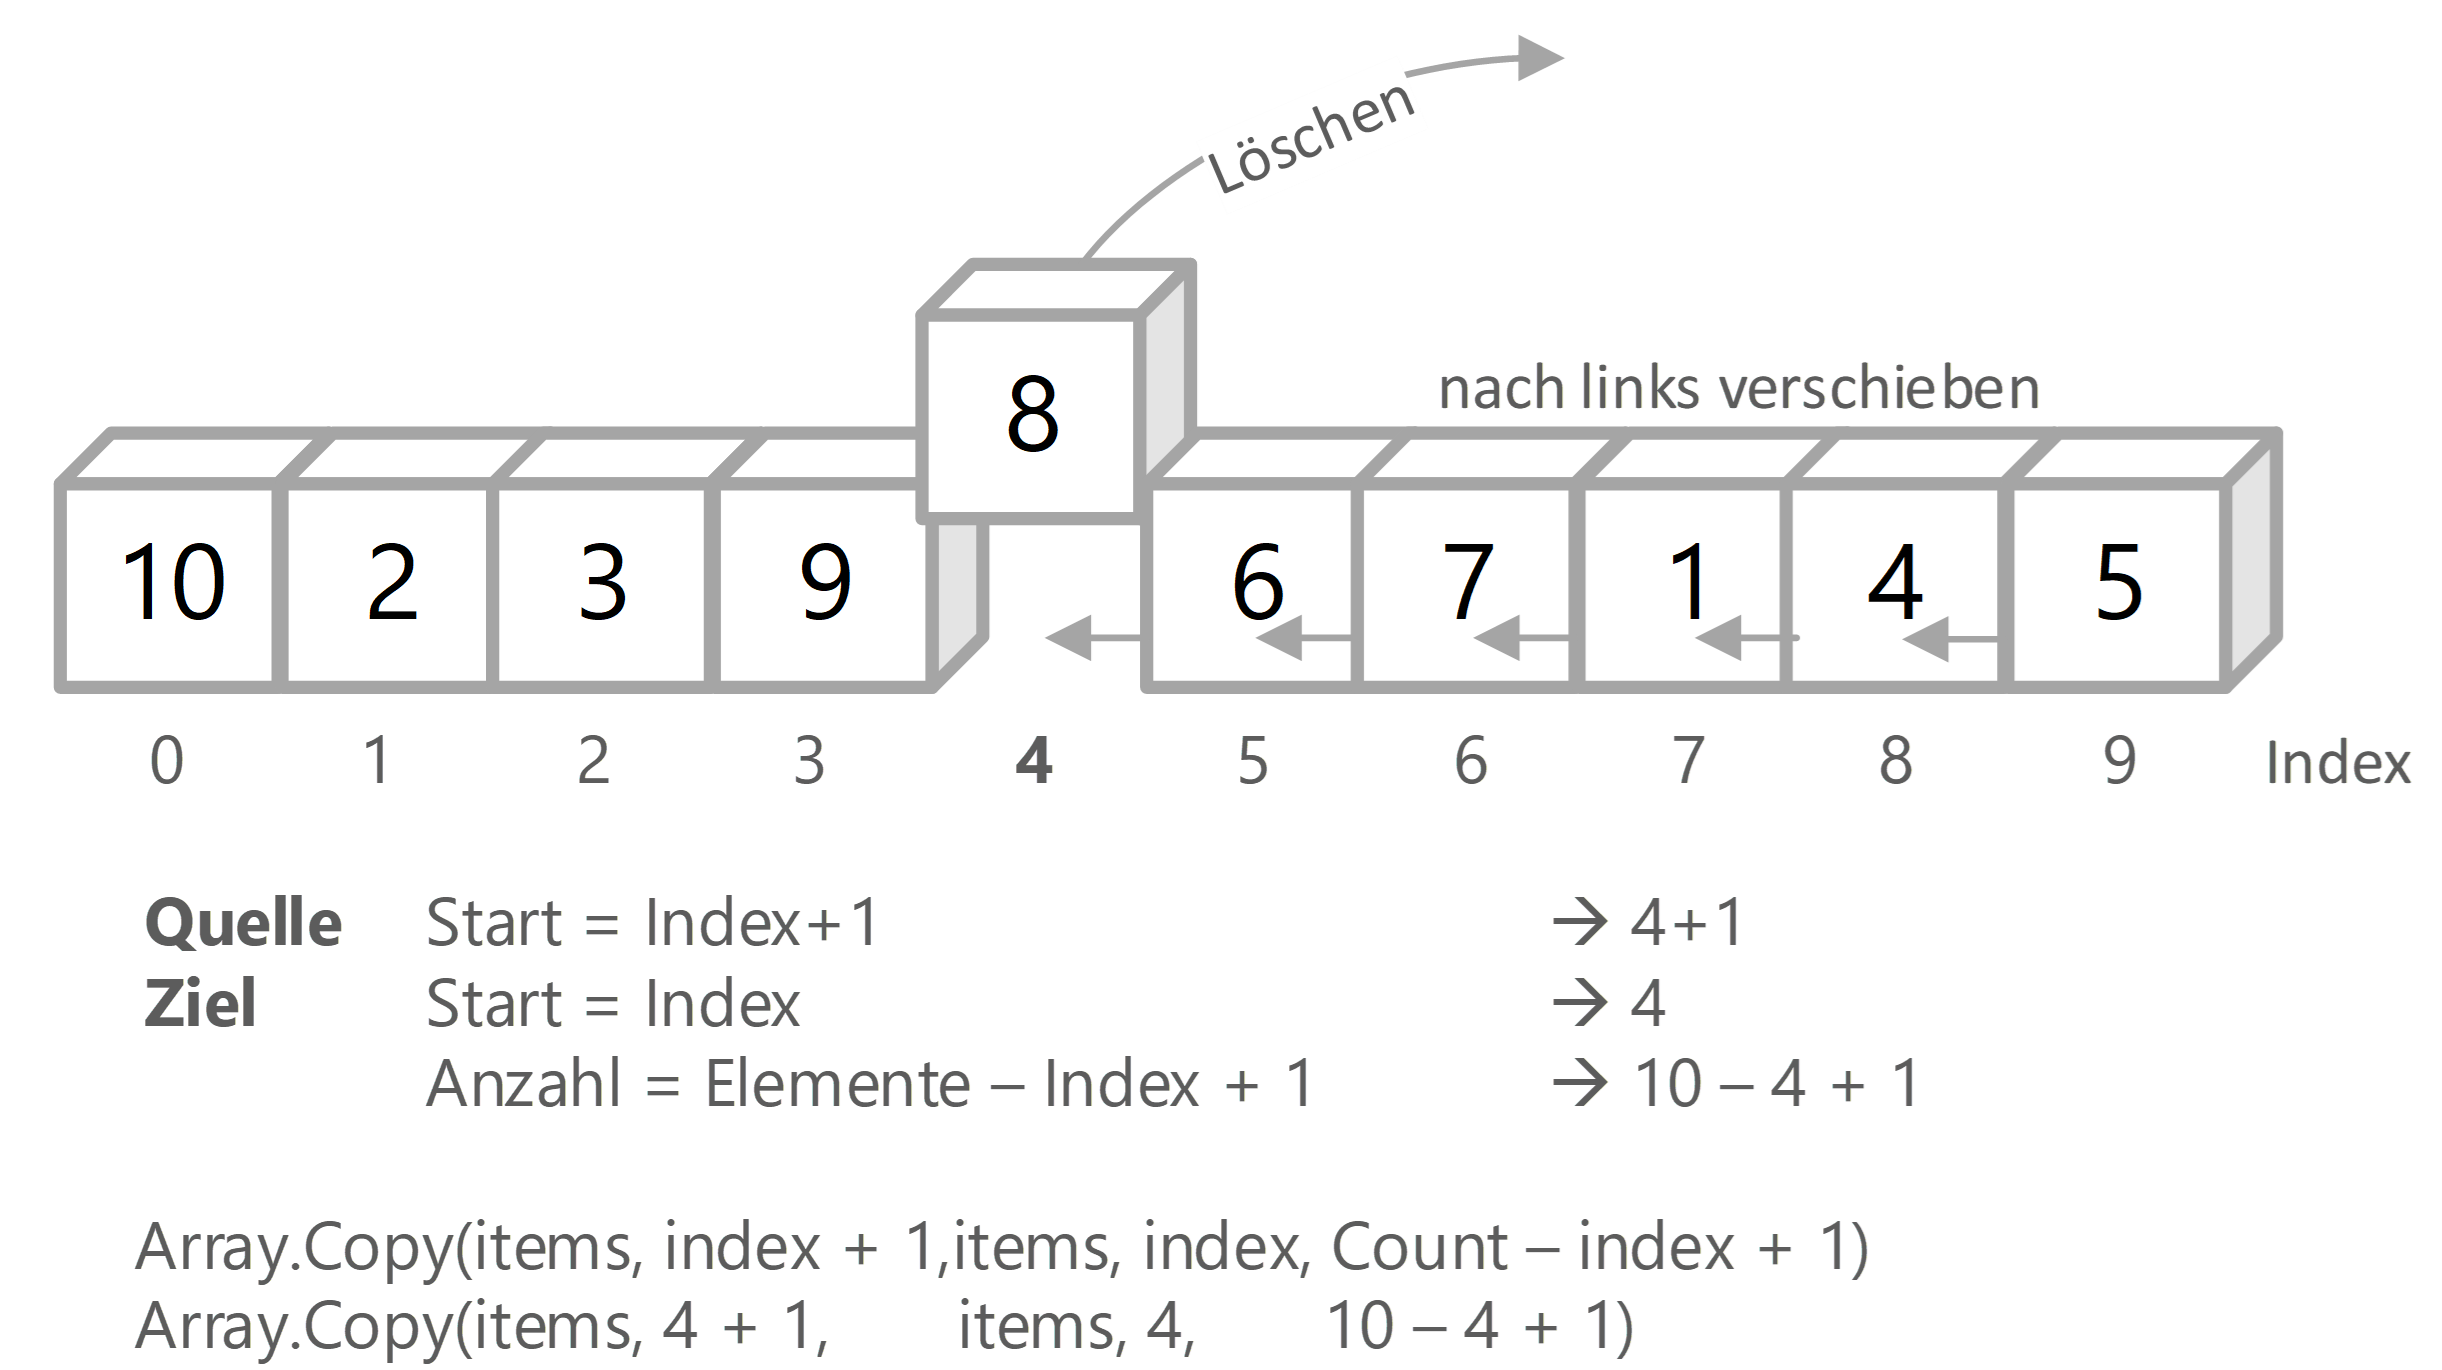 Löschen
8
nach links verschieben
10 2 3 9 6 7 1 4 5
0 1 2 3 4 5 6 7 8 9 Index
Quelle Start = Index+1 → 4+1
Ziel Start = Index → 4
Anzahl = Elemente – Index + 1 → 10 – 4 + 1
Array.Copy(items, index + 1,items, index, Count – index + 1)
Array.Copy(items, 4 + 1, items, 4, 10 – 4 + 1)